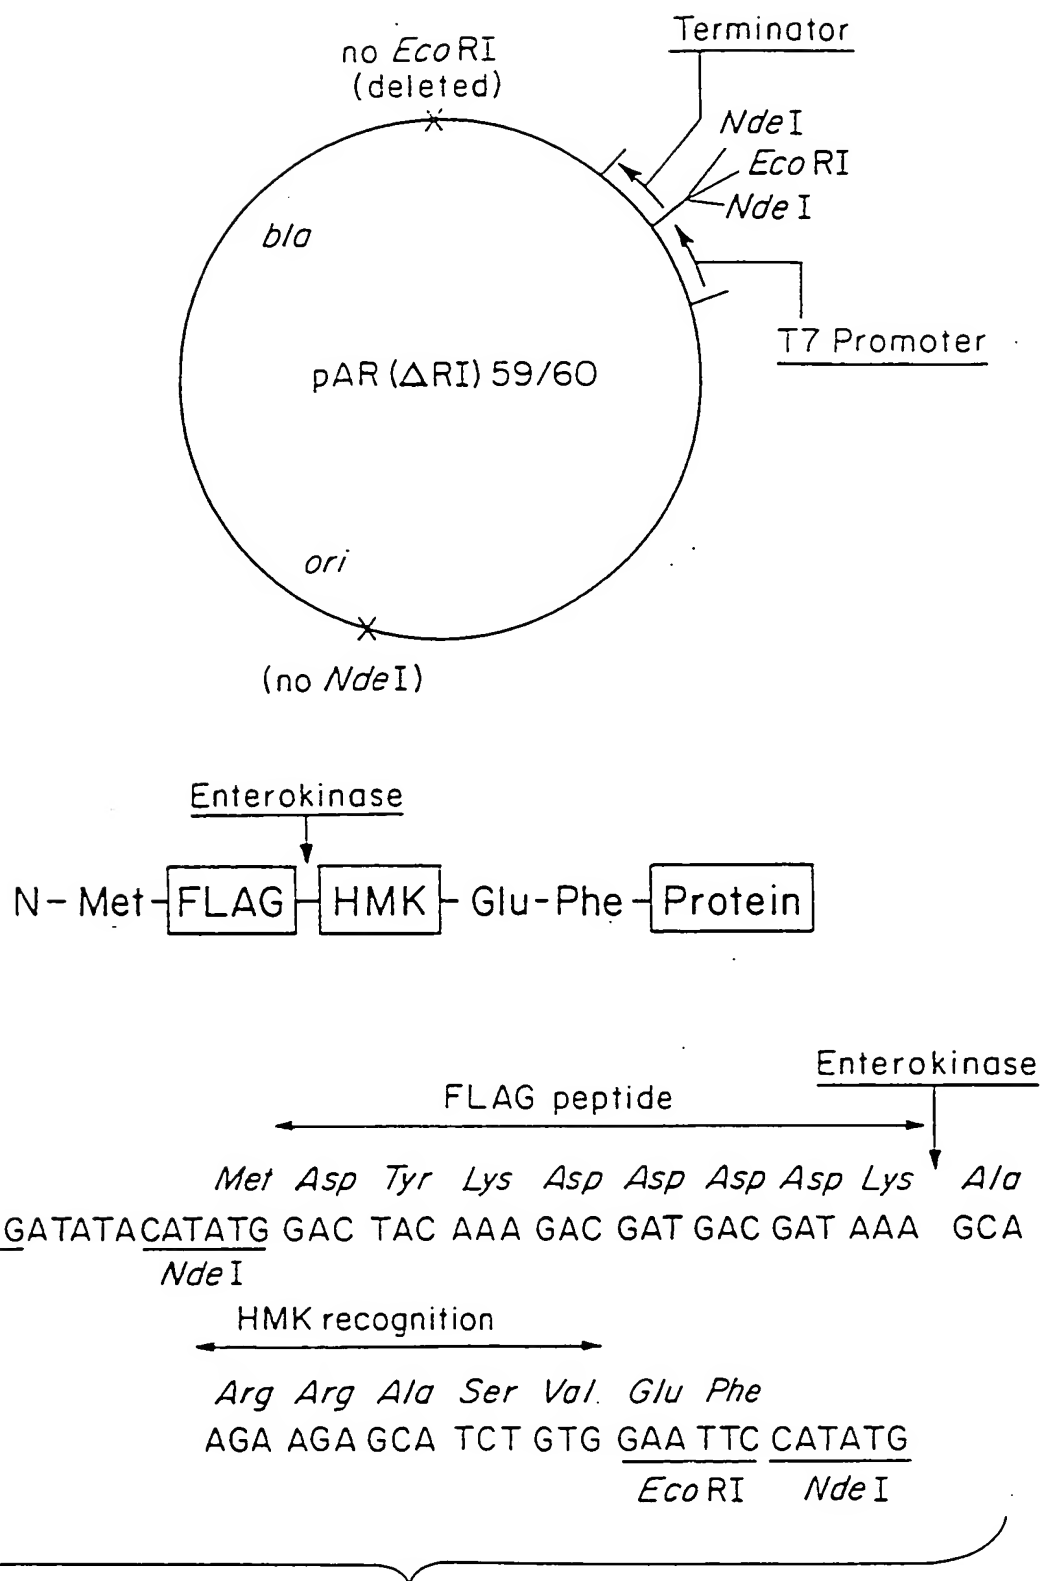 Terminator
no EcoRI
(deleted)
NdeI
EcoRI
NdeI
bla
T7 Promoter
pAR (ΔRI) 59/60
ori
(no NdeI)
Enterokinase
N-Met-FLAG-HMK-Glu-Phe-Protein
Enterokinase
FLAG peptide
Met Asp Tyr Lys Asp Asp Asp Asp Lys Ala
GATATACATATG GAC TAC AAA GAC GAT GAC GAT AAA GCA
NdeI
HMK recognition
Arg Arg Ala Ser Val. Glu Phe
AGA AGA GCA TCT GTG GAA TTC CATATG
EcoRI NdeI